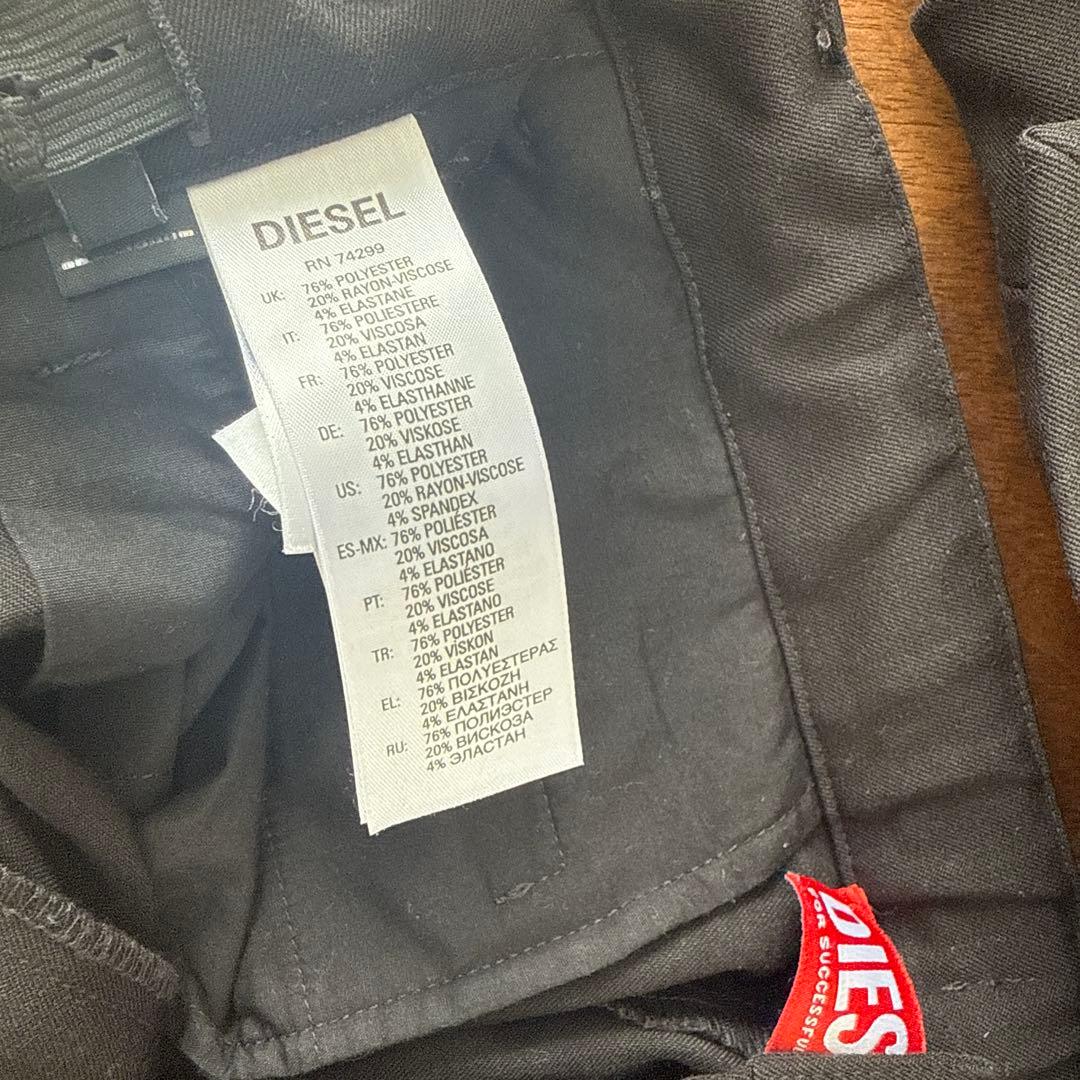 DIESEL
RN 74299
UK: 76% POLYESTER
20% RAYON-VISCOSE
4% ELASTANE
IT: 76% POLIESTERE
20% VISCOSA
4% ELASTAN
FR: 76% POLYESTER
20% VISCOSE
4% ELASTHANNE
DE: 76% POLYESTER
20% VISKOSE
4% ELASTHAN
US: 76% POLYESTER
20% RAYON-VISCOSE
4% SPANDEX
ES-MX: 76% POLIÉSTER
20% VISCOSA
4% ELASTANO
PT: 76% POLIÉSTER
20% VISCOSE
4% ELASTANO
TR: 76% POLYESTER
20% VİSKON
4% ELASTAN
EL: 76% ΠΟΛΥΕΣΤΕΡΑΣ
20% ΒΙΣΚΟΖΗ
4% ΕΛΑΣΤΑΝΗ
RU: 76% ПОЛИЭСТЕР
20% ВИСКОЗА
4% ЭЛАСТАН
DIES
FOR SUCCESSFU